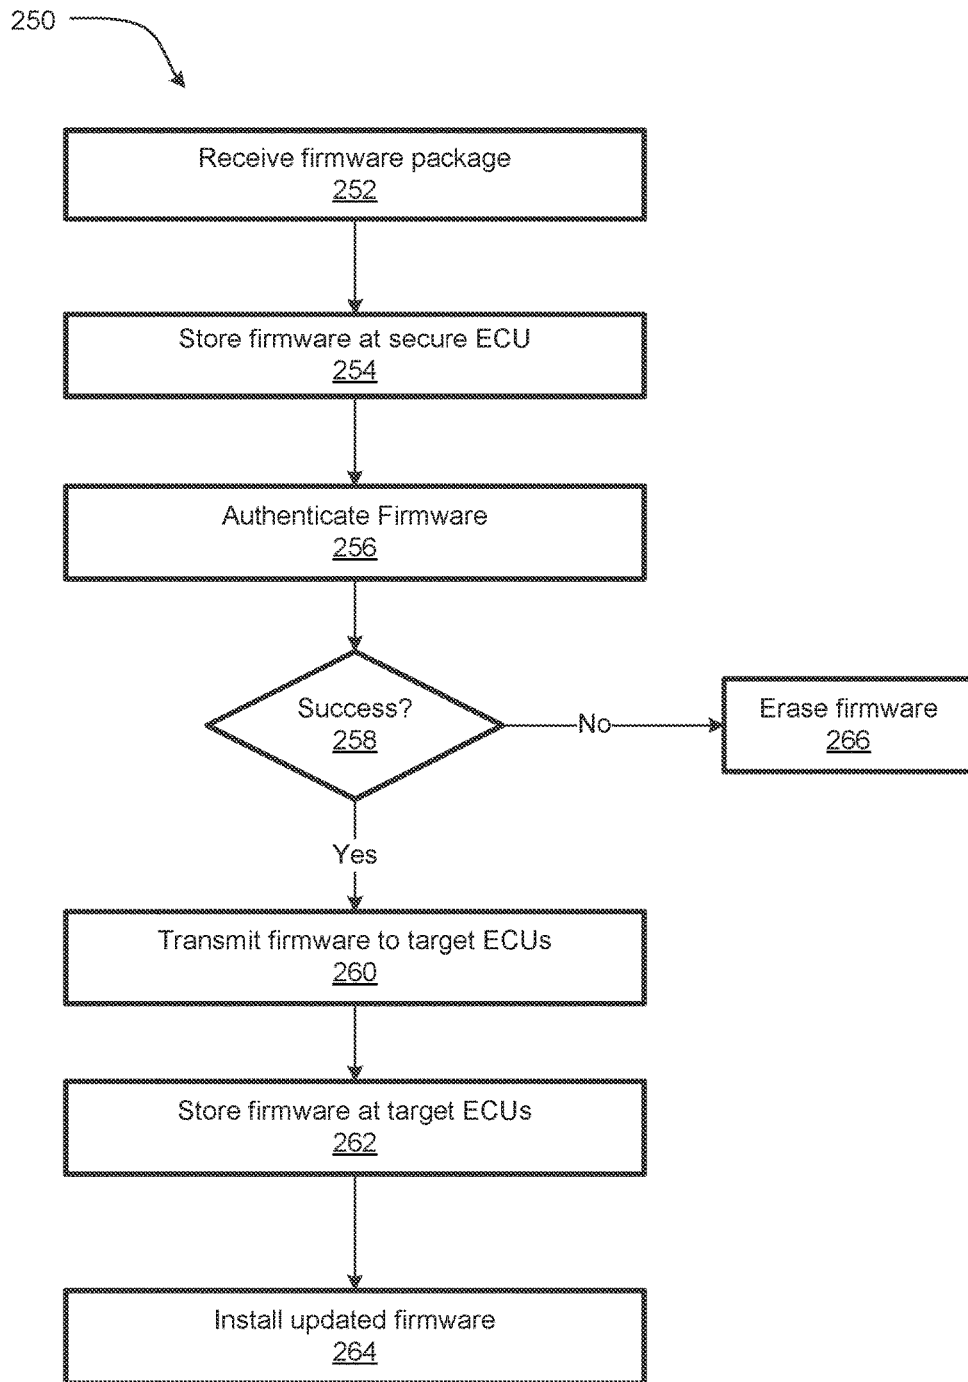 250
Receive firmware package
252
Store firmware at secure ECU
254
Authenticate Firmware
256
Success?
258
No
Erase firmware
266
Yes
Transmit firmware to target ECUs
260
Store firmware at target ECUs
262
Install updated firmware
264